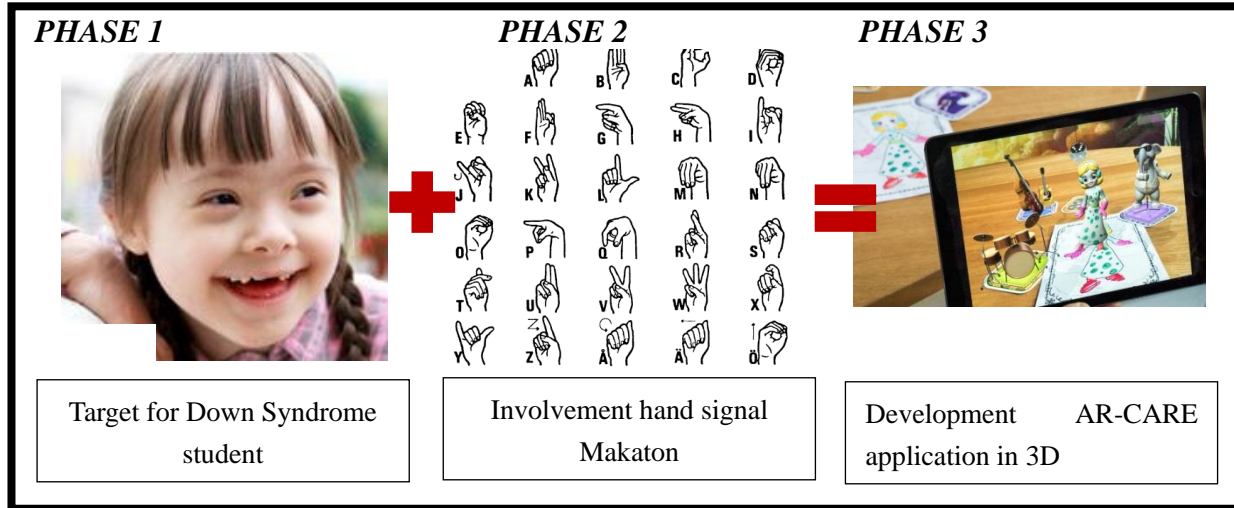 PHASE 1
PHASE 2
PHASE 3
A B C D
E F G H I
J K L M N
O P Q R S
T U V W X
Y Z Å Ä Ö
Target for Down Syndrome
student
Involvement hand signal
Makaton
Development AR-CARE
application in 3D